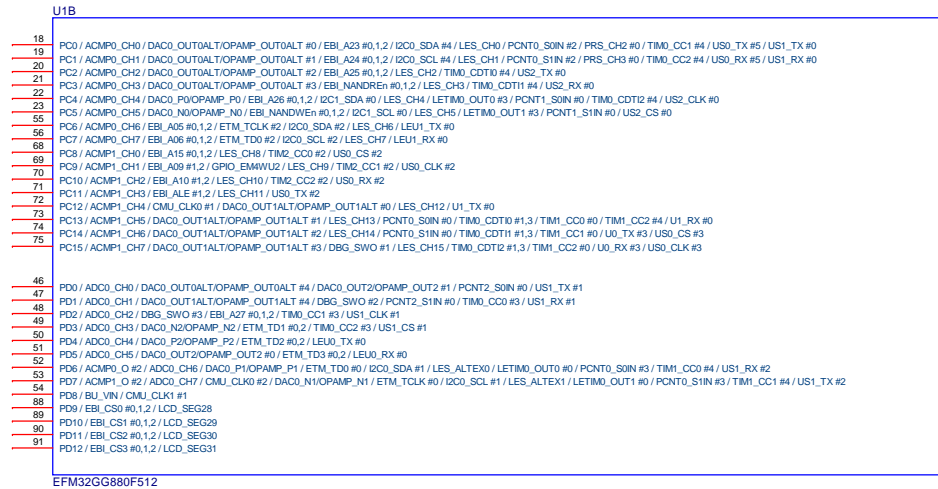 U1B
18 PC0 / ACMP0_CH0 / DAC0_OUT0ALT/OPAMP_OUT0ALT #0 / EBI_A23 #0,1,2 / I2C0_SDA #4 / LES_CH0 / PCNT0_S0IN #2 / PRS_CH2 #0 / TIM0_CC1 #4 / US0_TX #5 / US1_TX #0
19 PC1 / ACMP0_CH1 / DAC0_OUT0ALT/OPAMP_OUT0ALT #1 / EBI_A24 #0,1,2 / I2C0_SCL #4 / LES_CH1 / PCNT0_S1IN #2 / PRS_CH3 #0 / TIM0_CC2 #4 / US0_RX #5 / US1_RX #0
20 PC2 / ACMP0_CH2 / DAC0_OUT0ALT/OPAMP_OUT0ALT #2 / EBI_A25 #0,1,2 / LES_CH2 / TIM0_CDTI0 #4 / US2_TX #0
21 PC3 / ACMP0_CH3 / DAC0_OUT0ALT/OPAMP_OUT0ALT #3 / EBI_NANDREn #0,1,2 / LES_CH3 / TIM0_CDTI1 #4 / US2_RX #0
22 PC4 / ACMP0_CH4 / DAC0_P0/OPAMP_P0 / EBI_A26 #0,1,2 / I2C1_SDA #0 / LES_CH4 / LETIM0_OUT0 #3 / PCNT1_S0IN #0 / TIM0_CDTI2 #4 / US2_CLK #0
23 PC5 / ACMP0_CH5 / DAC0_N0/OPAMP_N0 / EBI_NANDWEn #0,1,2 / I2C1_SCL #0 / LES_CH5 / LETIM0_OUT1 #3 / PCNT1_S1IN #0 / US2_CS #0
55 PC6 / ACMP0_CH6 / EBI_A05 #0,1,2 / ETM_TCLK #2 / I2C0_SDA #2 / LES_CH6 / LEU1_TX #0
56 PC7 / ACMP0_CH7 / EBI_A06 #0,1,2 / ETM_TD0 #2 / I2C0_SCL #2 / LES_CH7 / LEU1_RX #0
68 PC8 / ACMP1_CH0 / EBI_A15 #0,1,2 / LES_CH8 / TIM2_CC0 #2 / US0_CS #2
69 PC9 / ACMP1_CH1 / EBI_A09 #1,2 / GPIO_EM4WU2 / LES_CH9 / TIM2_CC1 #2 / US0_CLK #2
70 PC10 / ACMP1_CH2 / EBI_A10 #1,2 / LES_CH10 / TIM2_CC2 #2 / US0_RX #2
71 PC11 / ACMP1_CH3 / EBI_ALE #1,2 / LES_CH11 / US0_TX #2
72 PC12 / ACMP1_CH4 / CMU_CLK0 #1 / DAC0_OUT1ALT/OPAMP_OUT1ALT #0 / LES_CH12 / U1_TX #0
73 PC13 / ACMP1_CH5 / DAC0_OUT1ALT/OPAMP_OUT1ALT #1 / LES_CH13 / PCNT0_S0IN #0 / TIM0_CDTI0 #1,3 / TIM1_CC0 #0 / TIM1_CC2 #4 / U1_RX #0
74 PC14 / ACMP1_CH6 / DAC0_OUT1ALT/OPAMP_OUT1ALT #2 / LES_CH14 / PCNT0_S1IN #0 / TIM0_CDTI1 #1,3 / TIM1_CC1 #0 / U0_TX #3 / US0_CS #3
75 PC15 / ACMP1_CH7 / DAC0_OUT1ALT/OPAMP_OUT1ALT #3 / DBG_SWO #1 / LES_CH15 / TIM0_CDTI2 #1,3 / TIM1_CC2 #0 / U0_RX #3 / US0_CLK #3
46 PD0 / ADC0_CH0 / DAC0_OUT0ALT/OPAMP_OUT0ALT #4 / DAC0_OUT2/OPAMP_OUT2 #1 / PCNT2_S0IN #0 / US1_TX #1
47 PD1 / ADC0_CH1 / DAC0_OUT1ALT/OPAMP_OUT1ALT #4 / DBG_SWO #2 / PCNT2_S1IN #0 / TIM0_CC0 #3 / US1_RX #1
48 PD2 / ADC0_CH2 / DBG_SWO #3 / EBI_A27 #0,1,2 / TIM0_CC1 #3 / US1_CLK #1
49 PD3 / ADC0_CH3 / DAC0_N2/OPAMP_N2 / ETM_TD1 #0,2 / TIM0_CC2 #3 / US1_CS #1
50 PD4 / ADC0_CH4 / DAC0_P2/OPAMP_P2 / ETM_TD2 #0,2 / LEU0_TX #0
51 PD5 / ADC0_CH5 / DAC0_OUT2/OPAMP_OUT2 #0 / ETM_TD3 #0,2 / LEU0_RX #0
52 PD6 / ACMP0_O #2 / ADC0_CH6 / DAC0_P1/OPAMP_P1 / ETM_TD0 #0 / I2C0_SDA #1 / LES_ALTEX0 / LETIM0_OUT0 #0 / PCNT0_S0IN #3 / TIM1_CC0 #4 / US1_RX #2
53 PD7 / ACMP1_O #2 / ADC0_CH7 / CMU_CLK0 #2 / DAC0_N1/OPAMP_N1 / ETM_TCLK #0 / I2C0_SCL #1 / LES_ALTEX1 / LETIM0_OUT1 #0 / PCNT0_S1IN #3 / TIM1_CC1 #4 / US1_TX #2
54 PD8 / BU_VIN / CMU_CLK1 #1
88 PD9 / EBI_CS0 #0,1,2 / LCD_SEG28
89 PD10 / EBI_CS1 #0,1,2 / LCD_SEG29
90 PD11 / EBI_CS2 #0,1,2 / LCD_SEG30
91 PD12 / EBI_CS3 #0,1,2 / LCD_SEG31
EFM32GG880F512